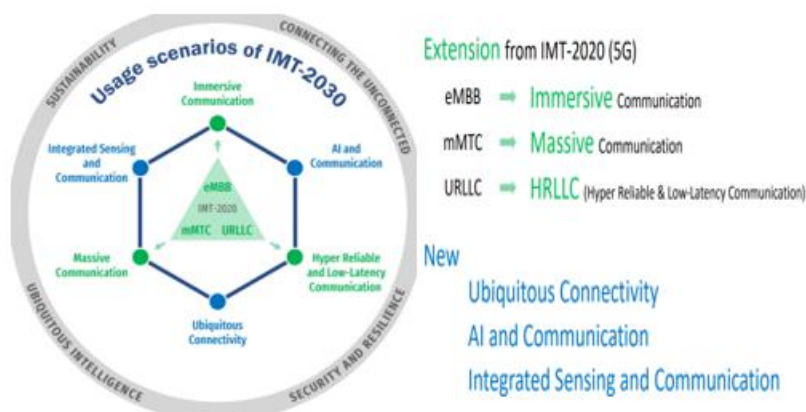 SUSTAINABILITY
CONNECTING THE UNCONNECTED
Usage scenarios of IMT-2030
Immersive
Communication
Integrated Sensing
and
Communication
AI and
Communication
eMBB
IMT-2020
mMTC URLLC
Massive
Communication
Hyper Reliable
and Low-Latency
Communication
Ubiquitous
Connectivity
UBIQUITOUS INTELLIGENCE
SECURITY AND RESILIENCE
Extension from IMT-2020 (5G)
eMBB ➡ Immersive Communication
mMTC ➡ Massive Communication
URLLC ➡ HRLLC (Hyper Reliable & Low-Latency Communication)
New
Ubiquitous Connectivity
AI and Communication
Integrated Sensing and Communication